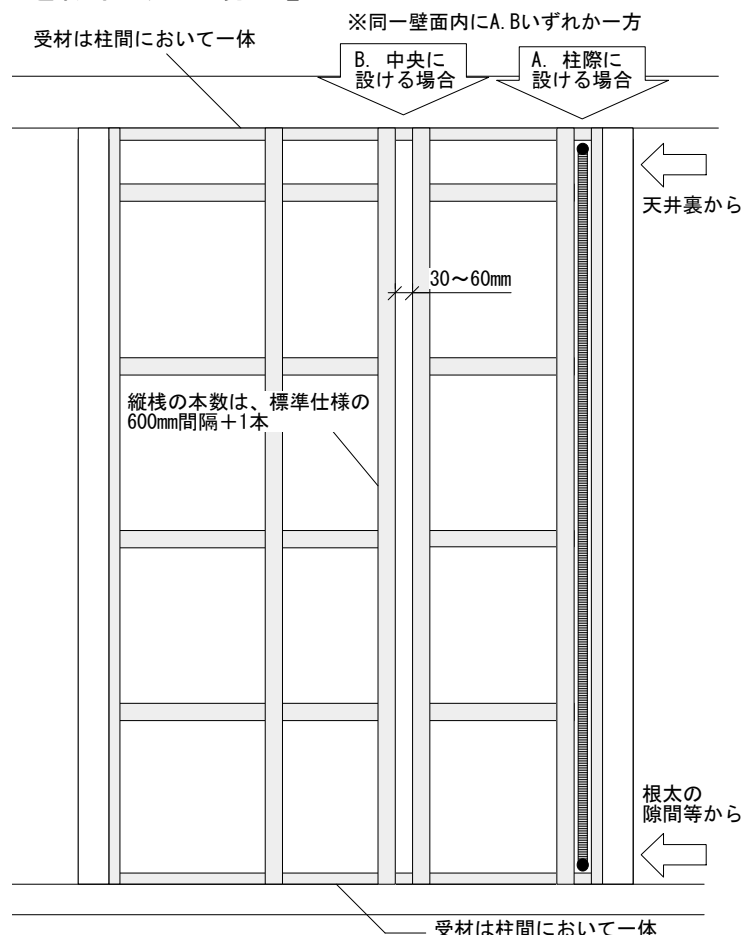 ※同一壁面内にA.Bいずれか一方
受材は柱間において一体
B. 中央に
設ける場合
A. 柱際に
設ける場合
天井裏から
30～60mm
縦桟の本数は、標準仕様の
600mm間隔＋1本
根太の
隙間等から
受材は柱間において一体